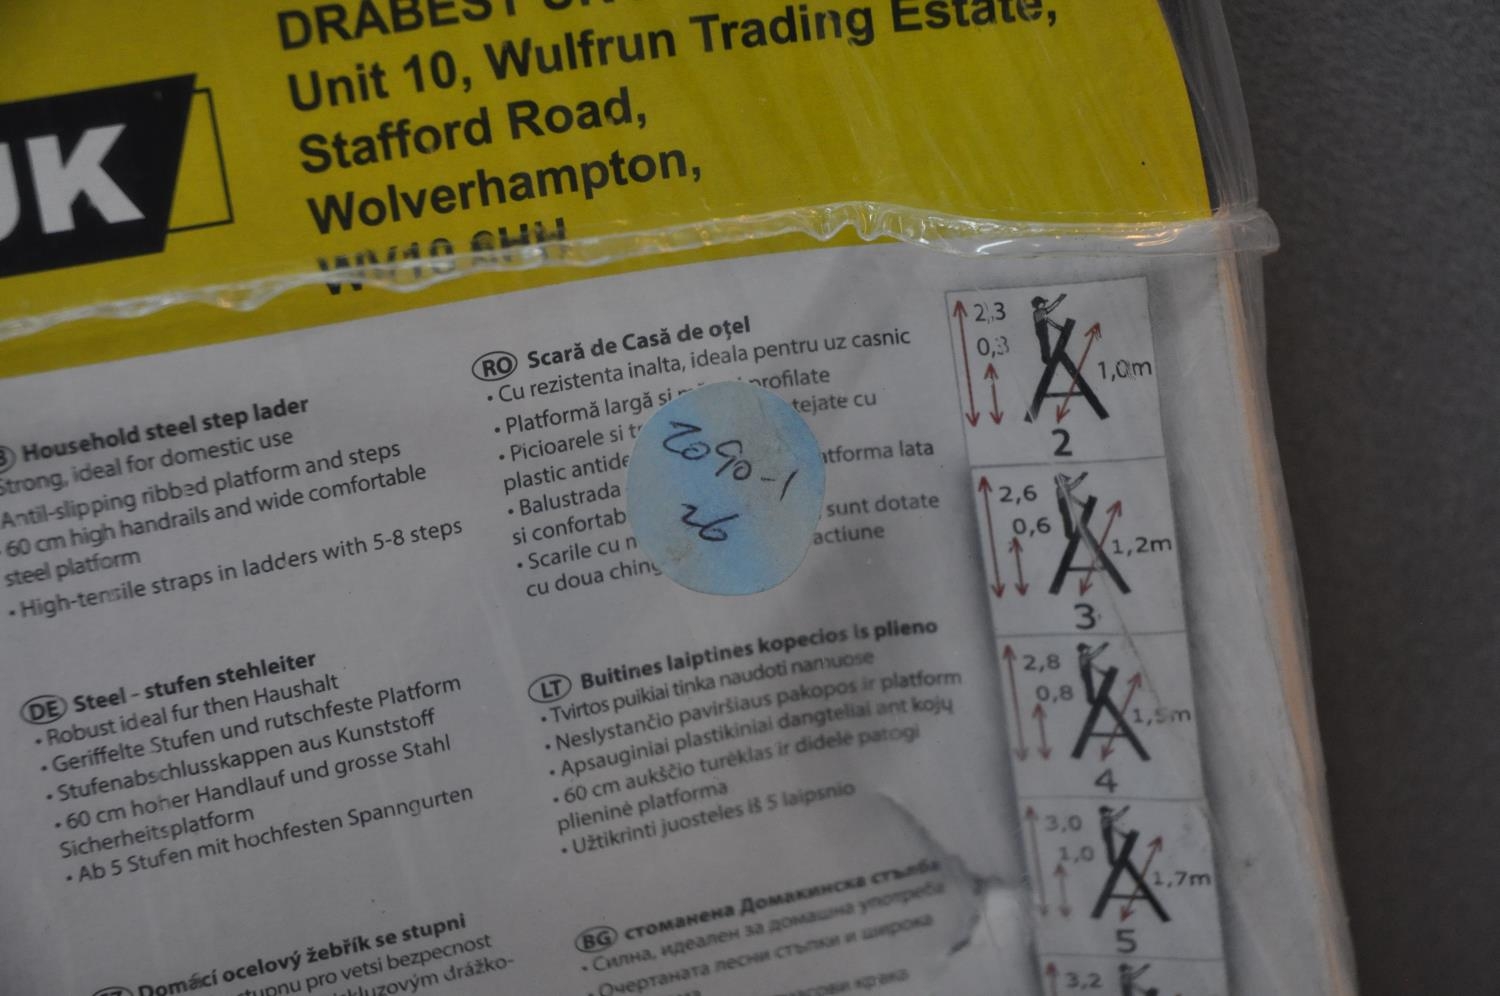 DRABEST
Unit 10, Wulfrun Trading Estate,
Stafford Road,
Wolverhampton,
WV10 6HH
UK
Household steel step lader
Strong, ideal for domestic use
Antil-slipping ribbed platform and steps
60 cm high handrails and wide comfortable
steel platform
• High-tensile straps in ladders with 5-8 steps
DE Steel - stufen stehleiter
• Robust ideal fur then Haushalt
• Geriffelte Stufen und rutschfeste Platform
• Stufenabschlusskappen aus Kunststoff
• 60 cm hoher Handlauf und grosse Stahl
Sicherheitsplatform
• Ab 5 Stufen mit hochfesten Spanngurten
Domácí ocelový žebřík se stupni
pro vetsi bezpecnost
drážko-
RO Scară de Casă de oțel
• Cu rezistenta inalta, ideala pentru uz casnic
• Platformă largă si profilate
• Picioarele si tejate cu
plastic
• Balustrada lata
si sunt dotate
• Scarile cu
cu doua
2090-1
26
LT Buitines laiptines kopecios is plieno
• Tvirtos puikiai tinka naudoti namuose
• Neslystančio paviršiaus pakopos ir platform
• Apsauginiai plastikiniai dangteliai ant kojų
• 60 cm aukščio turėklas ir didelė patogi
plieninė platforma
• Užtikrinti juosteles iš 5 laipsnio
BG стоманена Домакинска стълба
• Силна, идеален за домашна употреба
• Очертаната лесни стъпки и широка
крака
2,3
0,3
1,0m
2
2,6
0,6
1,2m
3
2,8
0,8
1,5m
4
3,0
1,0
1,7m
5
3,2